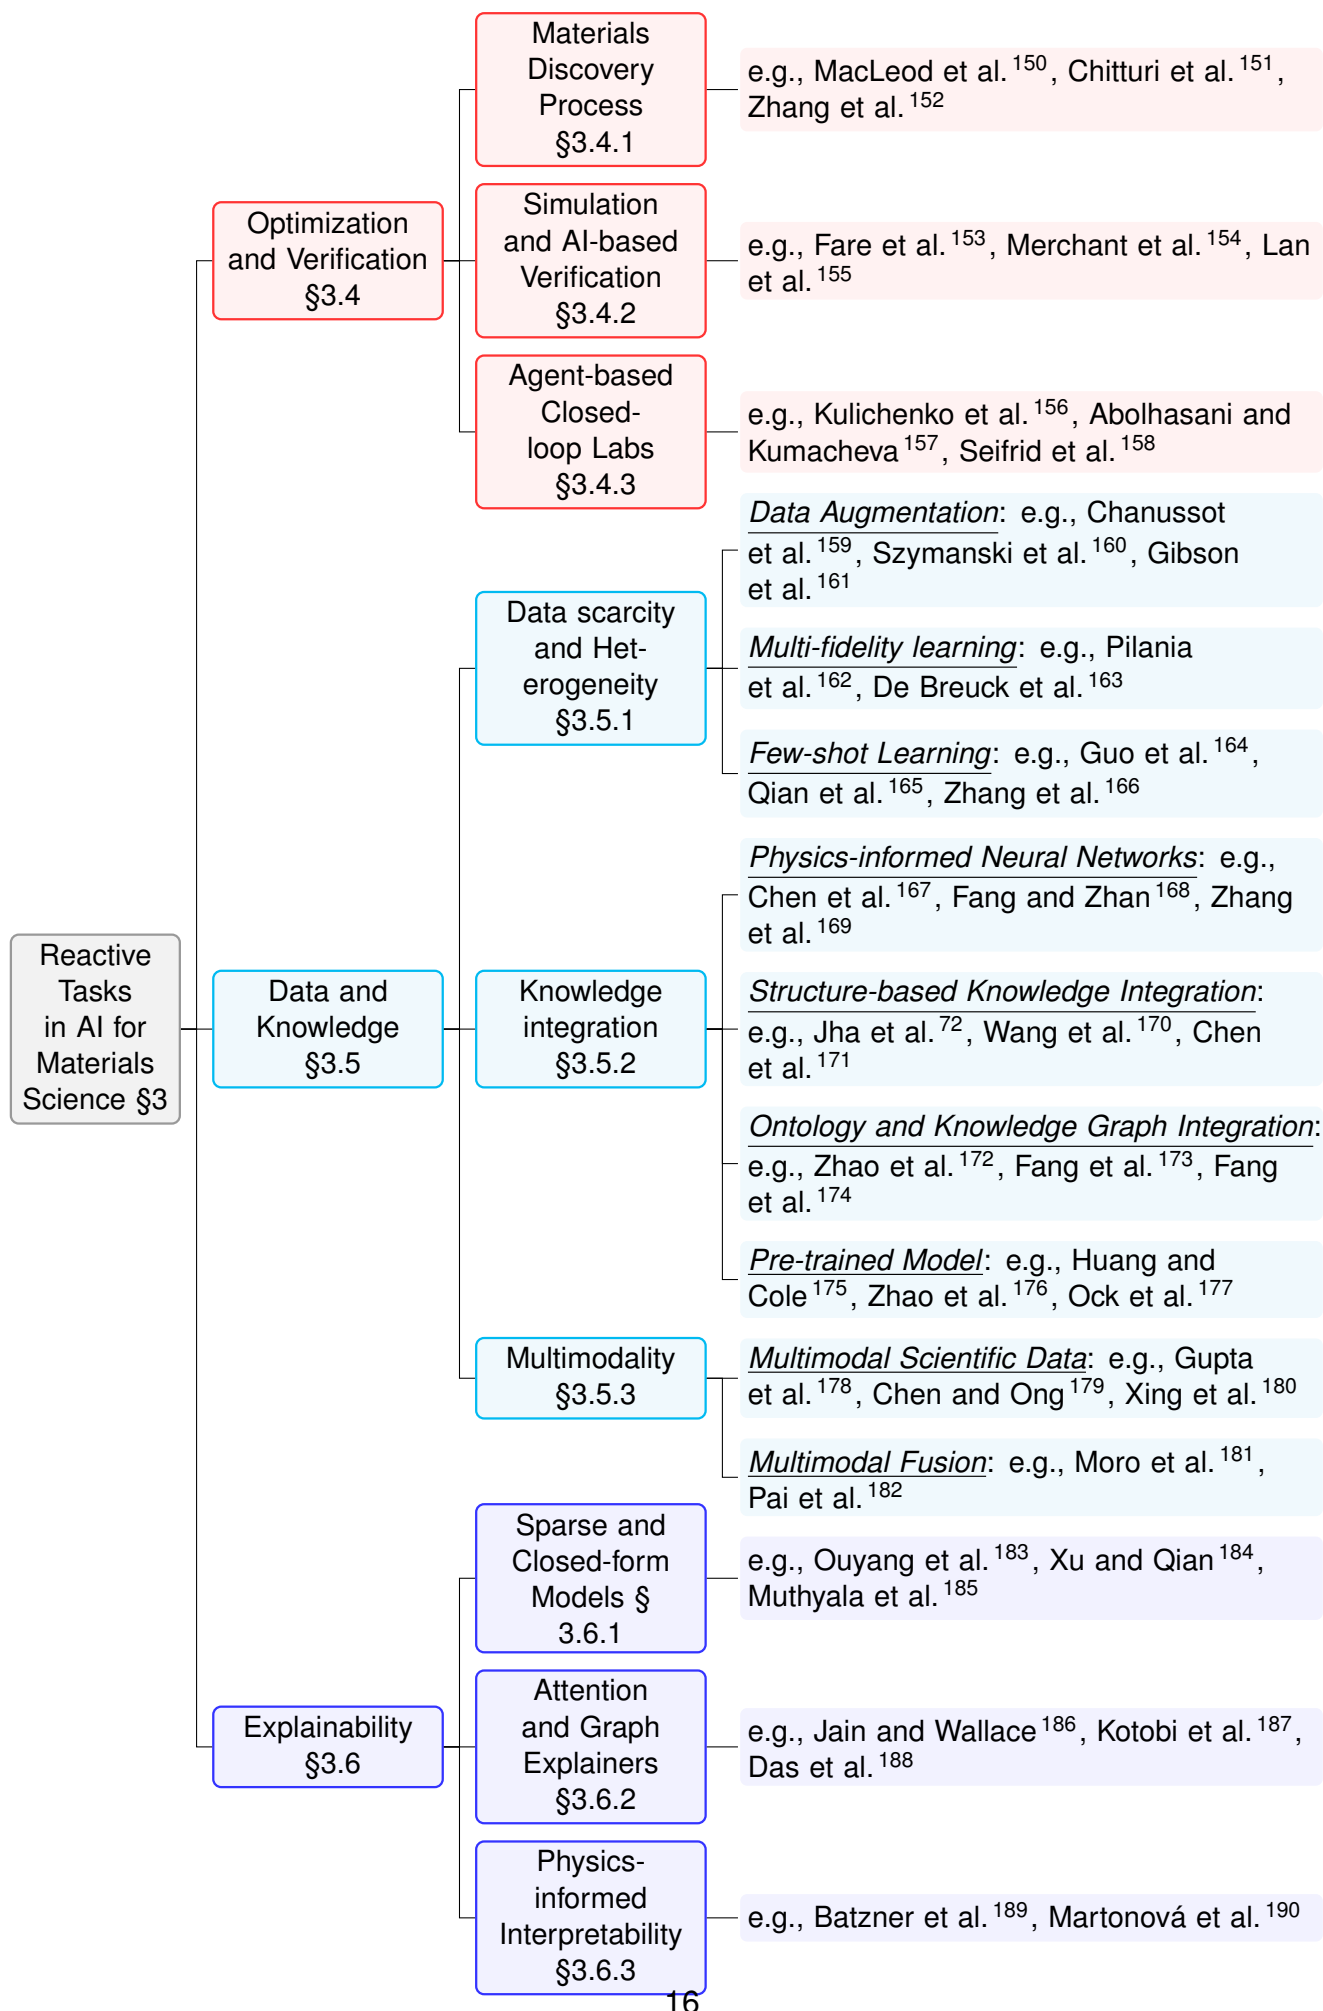 Reactive
Tasks
in AI for
Materials
Science §3
Optimization
and Verification
§3.4
Materials
Discovery
Process
§3.4.1
e.g., MacLeod et al.150, Chitturi et al.151,
Zhang et al.152
Simulation
and AI-based
Verification
§3.4.2
e.g., Fare et al.153, Merchant et al.154, Lan
et al.155
Agent-based
Closed-
loop Labs
§3.4.3
e.g., Kulichenko et al.156, Abolhasani and
Kumacheva157, Seifrid et al.158
Data and
Knowledge
§3.5
Data scarcity
and Het-
erogeneity
§3.5.1
Data Augmentation: e.g., Chanussot
et al.159, Szymanski et al.160, Gibson
et al.161
Multi-fidelity learning: e.g., Pilania
et al.162, De Breuck et al.163
Few-shot Learning: e.g., Guo et al.164,
Qian et al.165, Zhang et al.166
Knowledge
integration
§3.5.2
Physics-informed Neural Networks: e.g.,
Chen et al.167, Fang and Zhan168, Zhang
et al.169
Structure-based Knowledge Integration:
e.g., Jha et al.72, Wang et al.170, Chen
et al.171
Ontology and Knowledge Graph Integration:
e.g., Zhao et al.172, Fang et al.173, Fang
et al.174
Pre-trained Model: e.g., Huang and
Cole175, Zhao et al.176, Ock et al.177
Multimodality
§3.5.3
Multimodal Scientific Data: e.g., Gupta
et al.178, Chen and Ong179, Xing et al.180
Multimodal Fusion: e.g., Moro et al.181,
Pai et al.182
Explainability
§3.6
Sparse and
Closed-form
Models §
3.6.1
e.g., Ouyang et al.183, Xu and Qian184,
Muthyala et al.185
Attention
and Graph
Explainers
§3.6.2
e.g., Jain and Wallace186, Kotobi et al.187,
Das et al.188
Physics-
informed
Interpretability
§3.6.3
e.g., Batzner et al.189, Martonová et al.190
16